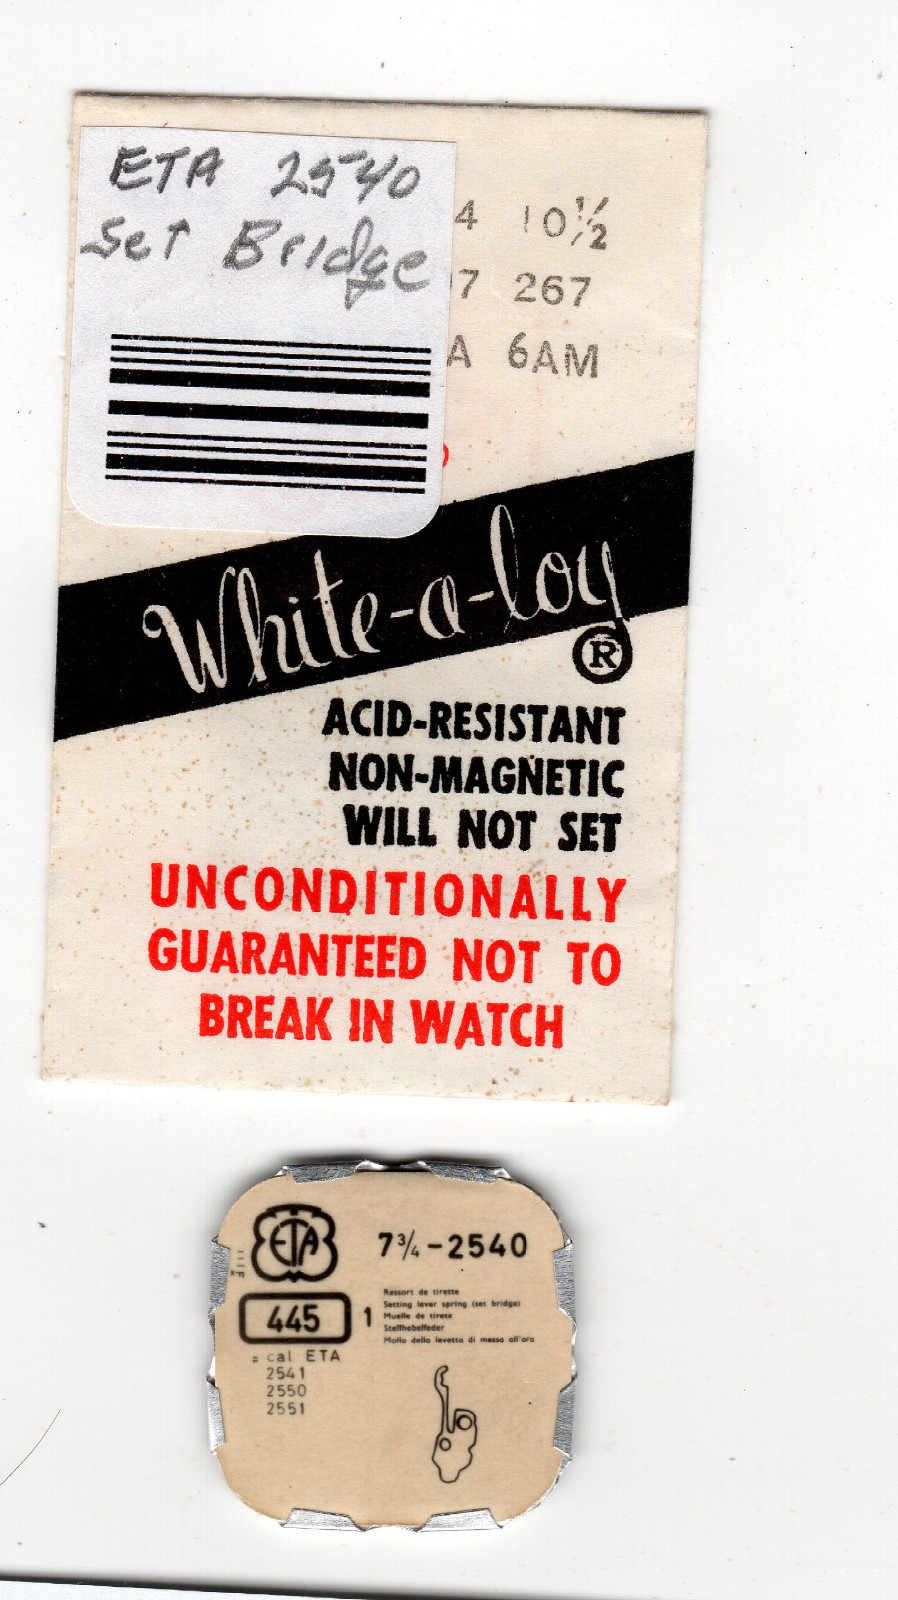 ETA 2540
Set Bridge
4 10½
7 267
A 6AM
White-a-loy ®
ACID-RESISTANT
NON-MAGNETIC
WILL NOT SET
UNCONDITIONALLY
GUARANTEED NOT TO
BREAK IN WATCH
ETA
7¾-2540
445 1
Ressort de tirette
Setting lever spring (set bridge)
Muelle de tirete
Stellhebelfeder
Molla della levetta di messa all'ora
= cal ETA
2541
2550
2551